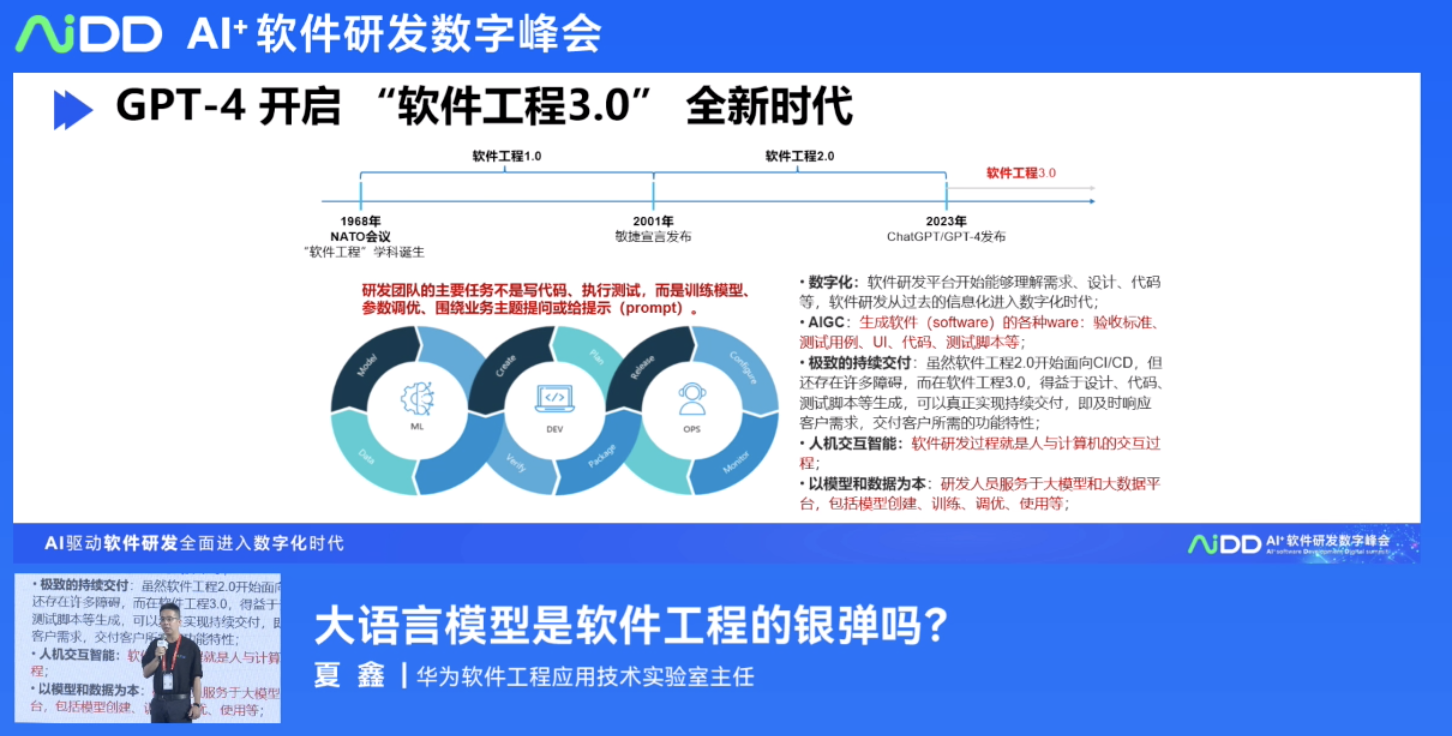 AiDD AI+ 软件研发数字峰会
GPT-4 开启 “软件工程3.0” 全新时代
软件工程1.0
软件工程2.0
软件工程3.0
1968年
NATO会议
“软件工程”学科诞生
2001年
敏捷宣言发布
2023年
ChatGPT/GPT-4发布
研发团队的主要任务不是写代码、执行测试，而是训练模型、
参数调优、围绕业务主题提问或给提示（prompt）。
Model
Data
ML
Create
Plan
Verify
Package
DEV
Release
Configure
Monitor
OPS
• 数字化：软件研发平台开始能够理解需求、设计、代码
等，软件研发从过去的信息化进入数字化时代；
• AIGC：生成软件（software）的各种ware：验收标准、
测试用例、UI、代码、测试脚本等；
• 极致的持续交付：虽然软件工程2.0开始面向CI/CD，但
还存在许多障碍，而在软件工程3.0，得益于设计、代码、
测试脚本等生成，可以真正实现持续交付，即及时响应
客户需求，交付客户所需的功能特性；
• 人机交互智能：软件研发过程就是人与计算机的交互过
程；
• 以模型和数据为本：研发人员服务于大模型和大数据平
台，包括模型创建、训练、调优、使用等；
AI驱动软件研发全面进入数字化时代
AiDD AI+ 软件研发数字峰会
AI+ software Development Digital summit
• 极致的持续交付：虽然软件工程2.0开始面向
还存在许多障碍，而在软件工程3.0，得益于
测试脚本等生成，可以 正实现持续交付，
客户需求，交付客户所 功能特性；
• 人机交互智能：软 程就是人与计算
程；
• 以模型和数据为本： 员服务于大模型
台，包括模型创建、 优、使用等；
大语言模型是软件工程的银弹吗？
夏 鑫 | 华为软件工程应用技术实验室主任